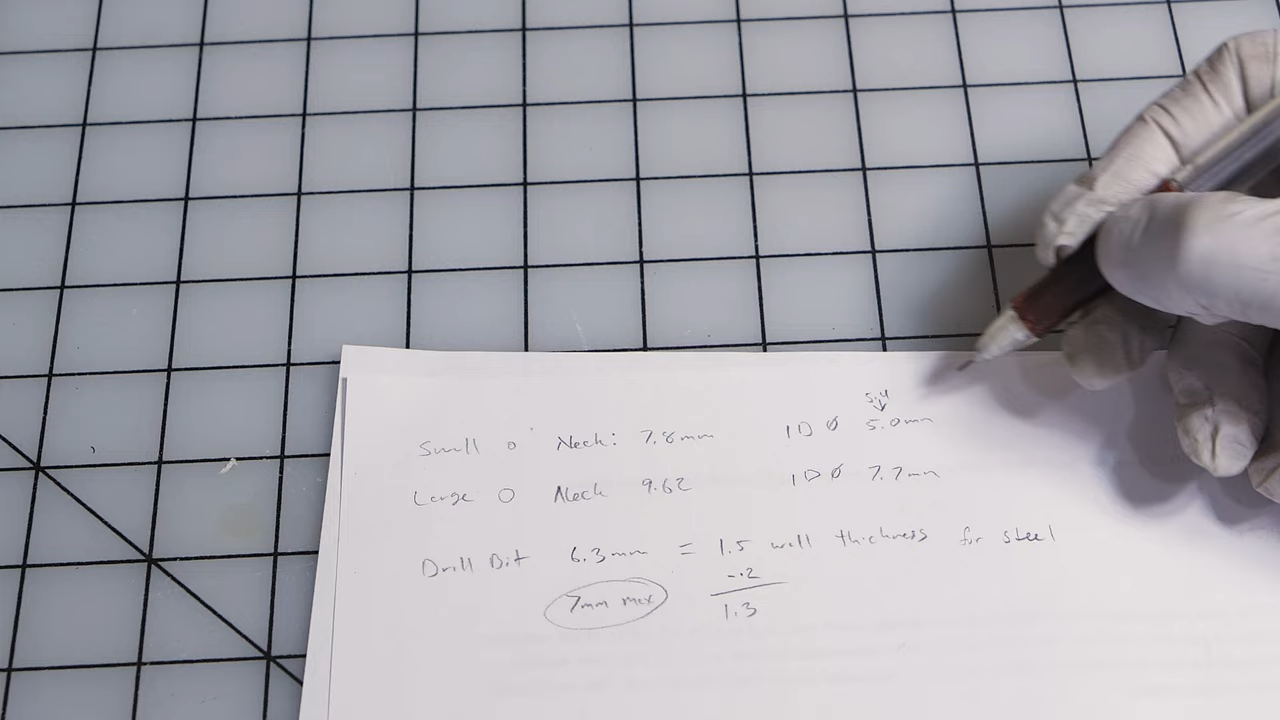 5.4
Small o Neck: 7.8mm ID Ø 5.0mm
Large O Neck 9.62 ID Ø 7.7mm
Drill Bit 6.3mm = 1.5 wall thickness for steel
-.2
7mm max 1.3